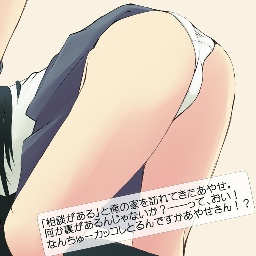 「相談がある」と俺の家を訪れてきたあやせ。
何か裏があるんじゃないか？――って、おい！
なんちゅーカッコしとるんですかあやせさん！？